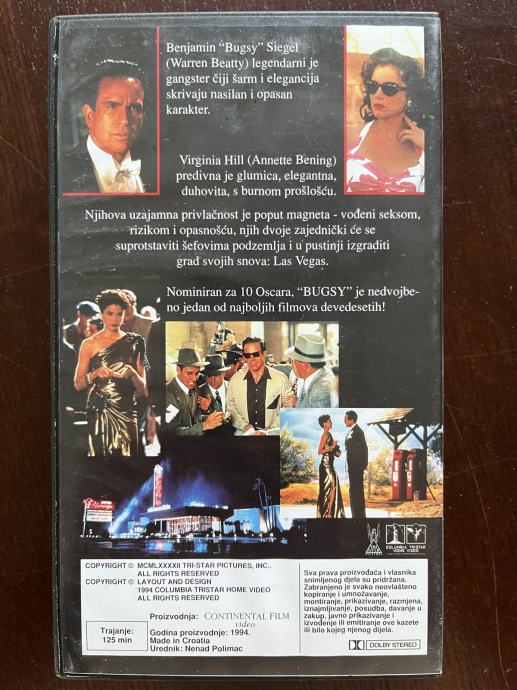 Benjamin “Bugsy” Siegel
(Warren Beatty) legendarni je
gangster čiji šarm i elegancija
skrivaju nasilan i opasan
karakter.
Virginia Hill (Annette Bening)
predivna je glumica, elegantna,
duhovita, s burnom prošlošću.
Njihova uzajamna privlačnost je poput magneta - vođeni seksom,
rizikom i opasnošću, njih dvoje zajednički će se
suprotstaviti šefovima podzemlja i u pustinji izgraditi
grad svojih snova: Las Vegas.
Nominiran za 10 Oscara, “BUGSY” je nedvojbe-
no jedan od najboljih filmova devedesetih!
Flamingo
COLUMBIA TRISTAR
HOME VIDEO
COPYRIGHT © MCMLXXXXII TRI-STAR PICTURES, INC..
ALL RIGHTS RESERVED
COPYRIGHT © LAYOUT AND DESIGN
1994 COLUMBIA TRISTAR HOME VIDEO
ALL RIGHTS RESERVED
Proizvodnja: CONTINENTAL FILM
video
Trajanje:
125 min
Godina proizvodnje: 1994.
Made in Croatia
Urednik: Nenad Polimac
Sva prava proizvođača i vlasnika
snimljenog djela su pridržana.
Zabranjeno je svako neovlašteno
kopiranje i umnožavanje,
montiranje, prikazivanje, razmjena,
iznajmljivanje, posudba, davanje u
zakup, javno prikazivanje i
izvođenje ili emitiranje ove kazete
ili bilo kojeg njenog dijela.
DOLBY STEREO